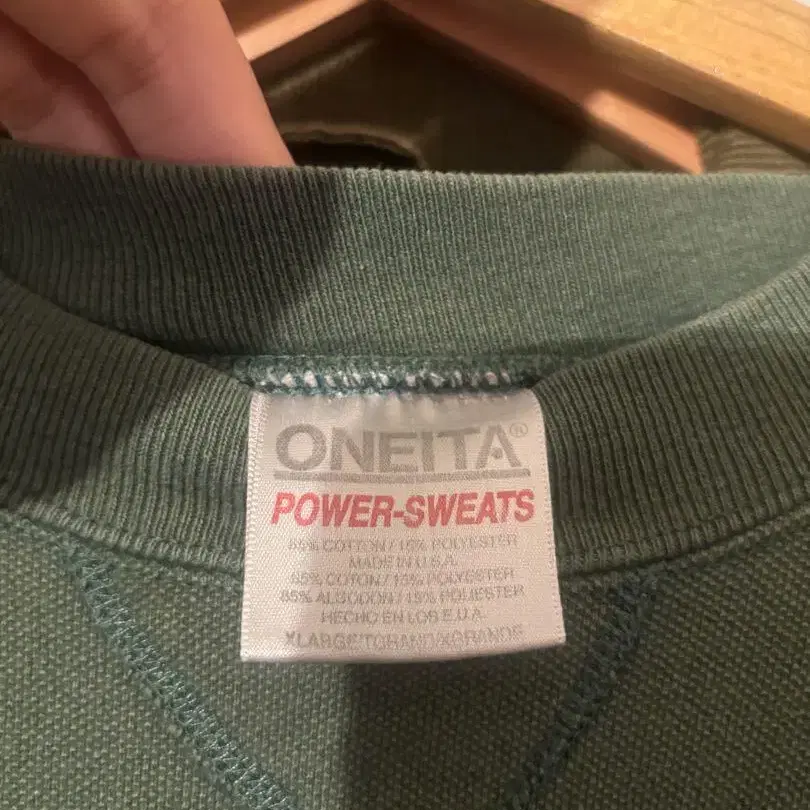 ONEITA®
POWER-SWEATS
85% COTTON / 15% POLYESTER
MADE IN U.S.A.
85% COTON / 15% POLYESTER
85% ALGODON / 15% POLIESTER
HECHO EN LOS E.U.A.
XLARGE/TGRAND/XGRANDE